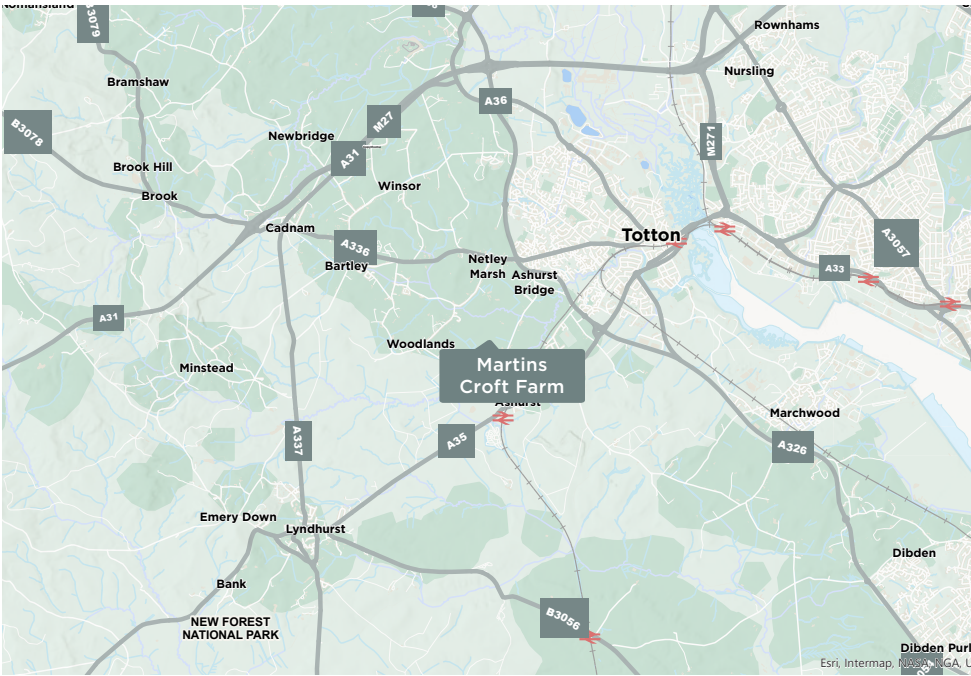 Nomansland
B3079
Rownhams
Bramshaw
Nursling
A36
M27
B3078
Newbridge
A31
M271
Brook Hill
Winsor
Brook
Cadnam
Totton
A336
A3057
Bartley
Netley
Marsh
Ashurst
Bridge
A33
A31
Woodlands
Martins
Croft Farm
Minstead
Ashurst
Marchwood
A337
A35
A326
Emery Down
Lyndhurst
Dibden
Bank
B3056
NEW FOREST
NATIONAL PARK
Dibden Purl
Esri, Intermap, NASA, NGA, U